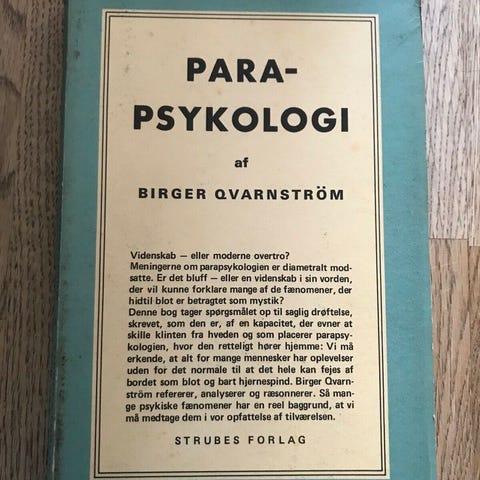 PARA-
PSYKOLOGI
af
BIRGER QVARNSTRÖM
Videnskab — eller moderne overtro?
Meningerne om parapsykologien er diametralt mod-
satte. Er det bluff — eller en videnskab i sin vorden,
der vil kunne forklare mange af de fænomener, der
hidtil blot er betragtet som mystik?
Denne bog tager spørgsmålet op til saglig drøftelse,
skrevet, som den er, af en kapacitet, der evner at
skille klinten fra hveden og som placerer parapsy-
kologien, hvor den retteligt hører hjemme: Vi må
erkende, at alt for mange mennesker har oplevelser
uden for det normale til at det hele kan fejes af
bordet som blot og bart hjernespind. Birger Qvarn-
ström refererer, analyserer og ræsonnerer. Så man-
ge psykiske fænomener har en reel baggrund, at vi
må medtage dem i vor opfattelse af tilværelsen.
STRUBES FORLAG